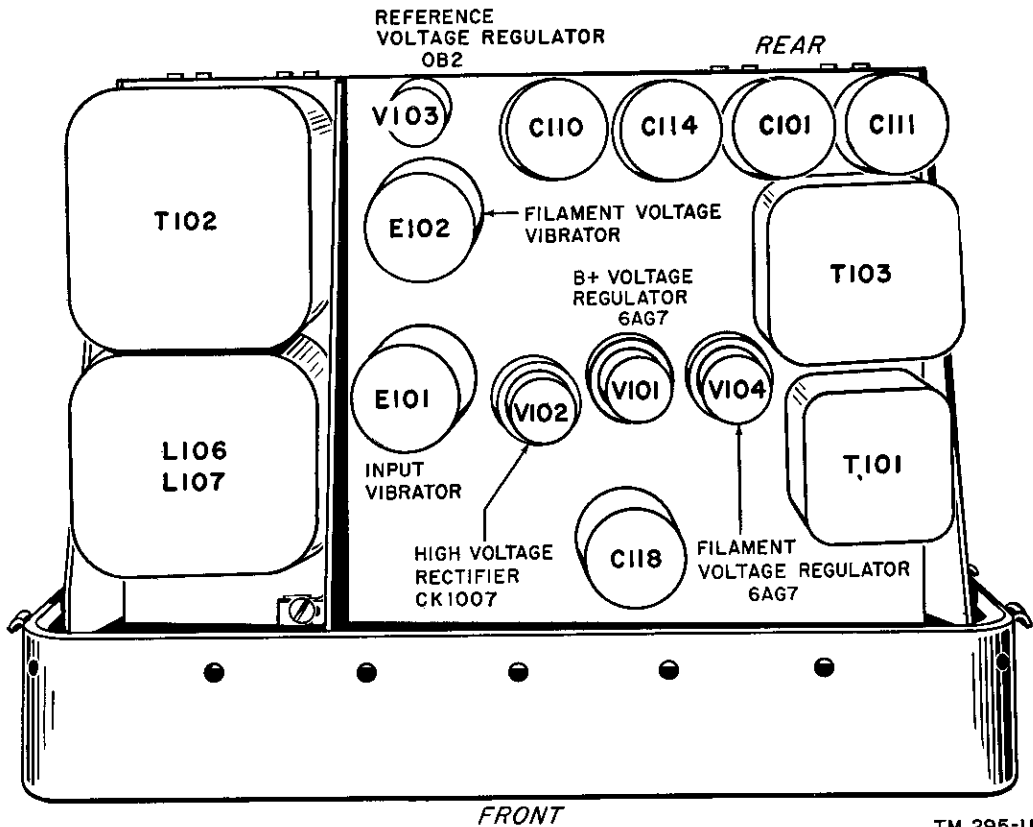 REFERENCE
VOLTAGE REGULATOR
OB2
REAR
V103
C110
C114
C101
C111
T102
E102
FILAMENT VOLTAGE
VIBRATOR
T103
B+ VOLTAGE
REGULATOR
6AG7
E101
V102
V101
V104
L106
L107
T101
INPUT
VIBRATOR
HIGH VOLTAGE
RECTIFIER
CK1007
C118
FILAMENT
VOLTAGE REGULATOR
6AG7
FRONT